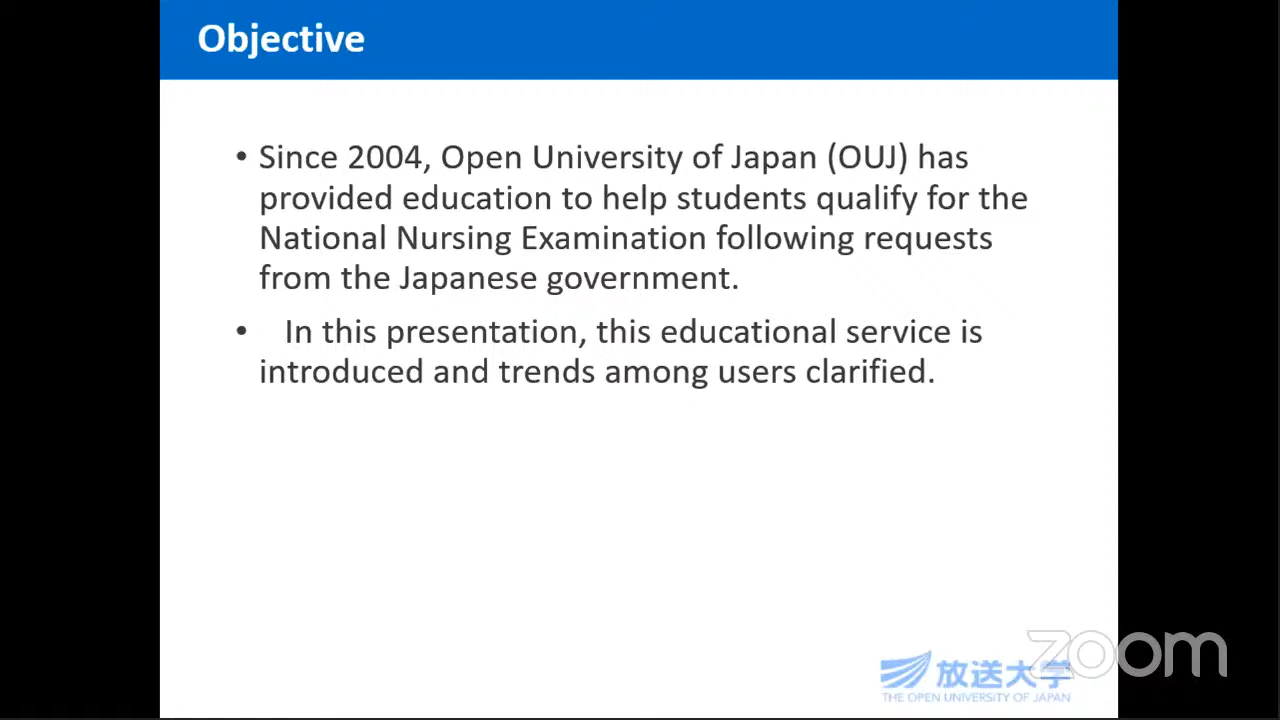 Objective
• Since 2004, Open University of Japan (OUJ) has
provided education to help students qualify for the
National Nursing Examination following requests
from the Japanese government.
• In this presentation, this educational service is
introduced and trends among users clarified.
zoom
放送大学
THE OPEN UNIVERSITY OF JAPAN